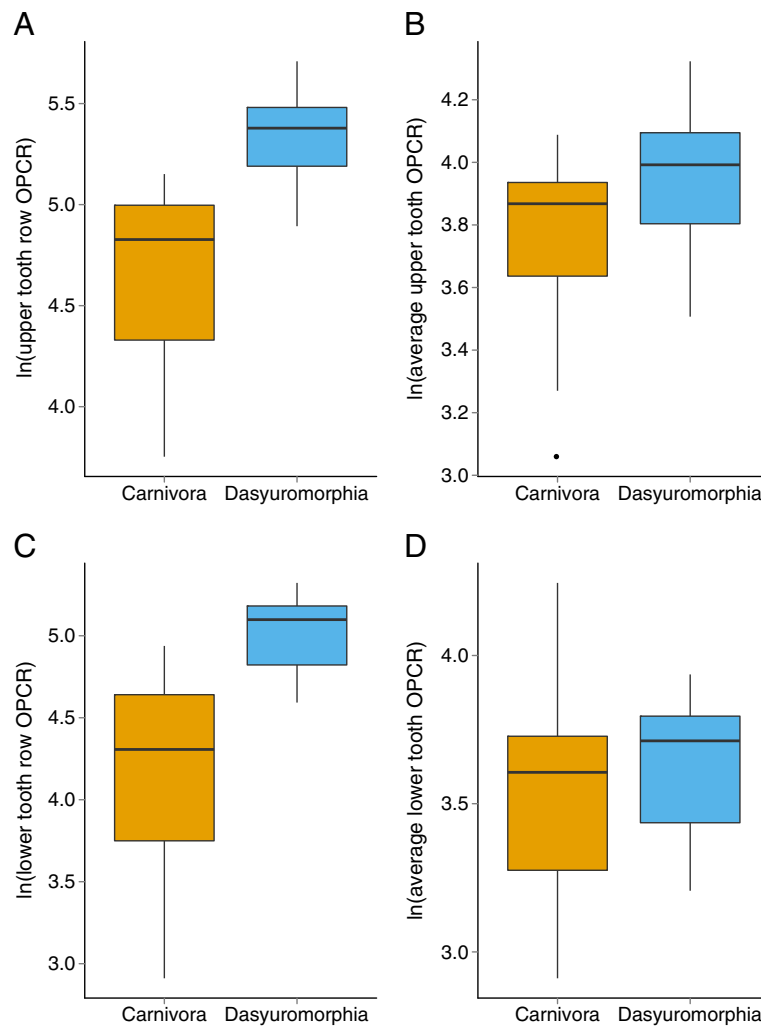 A
ln(upper tooth row OPCR)
5.5
5.0
4.5
4.0
Carnivora Dasyuromorphia
B
ln(average upper tooth OPCR)
4.2
4.0
3.8
3.6
3.4
3.2
3.0
Carnivora Dasyuromorphia
C
ln(lower tooth row OPCR)
5.0
4.5
4.0
3.5
3.0
Carnivora Dasyuromorphia
D
ln(average lower tooth OPCR)
4.0
3.5
3.0
Carnivora Dasyuromorphia